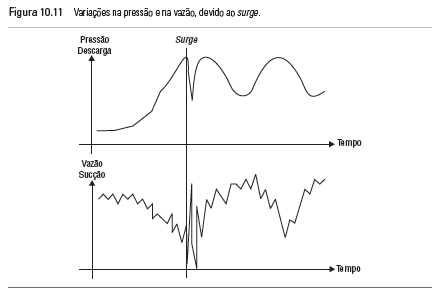 Figura 10.11 Variações na pressão e na vazão, devido ao surge.
Pressão
Descarga
Surge
Tempo
Vazão
Sucção
Tempo